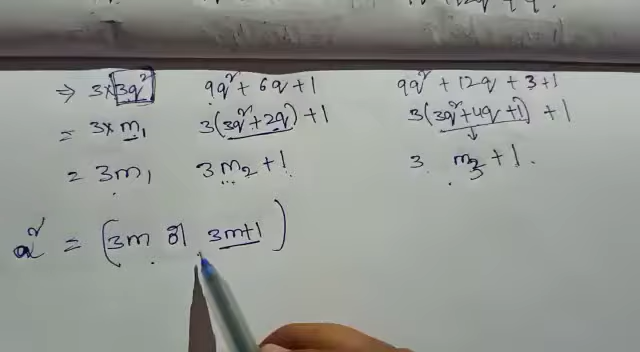 ⇒ 3×3q² 9q² + 6q + 1 9q² + 12q + 3 + 1
= 3×m₁ 3(3q² + 2q) + 1 3(3q² + 4q + 1) + 1
= 3m₁ 3m₂ + 1 3 m₃ + 1.
a² = (3m or 3m+1)